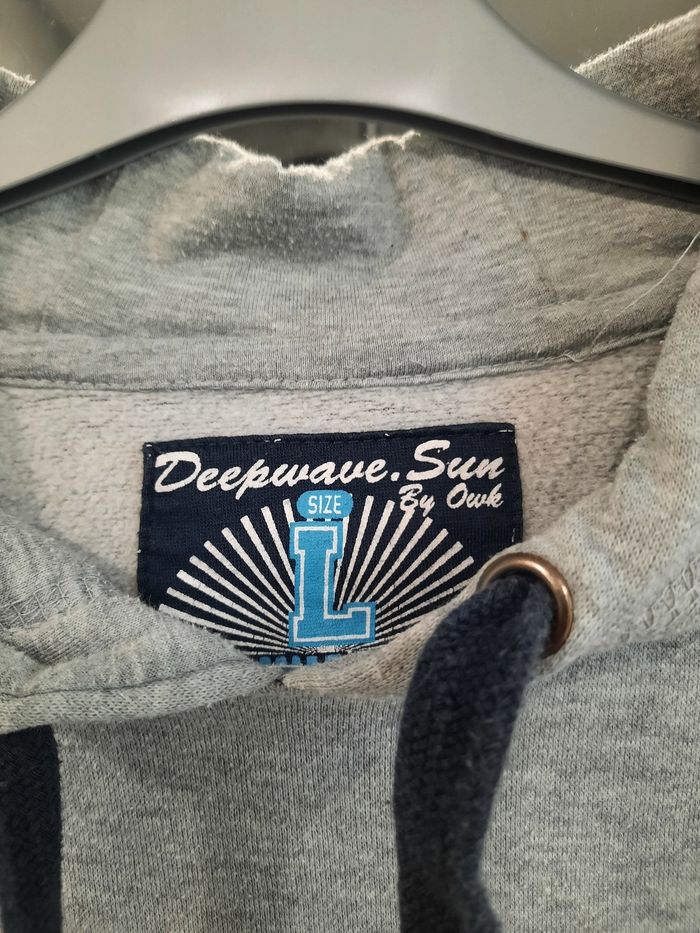 Deepwave.Sun
By Owk
SIZE
L